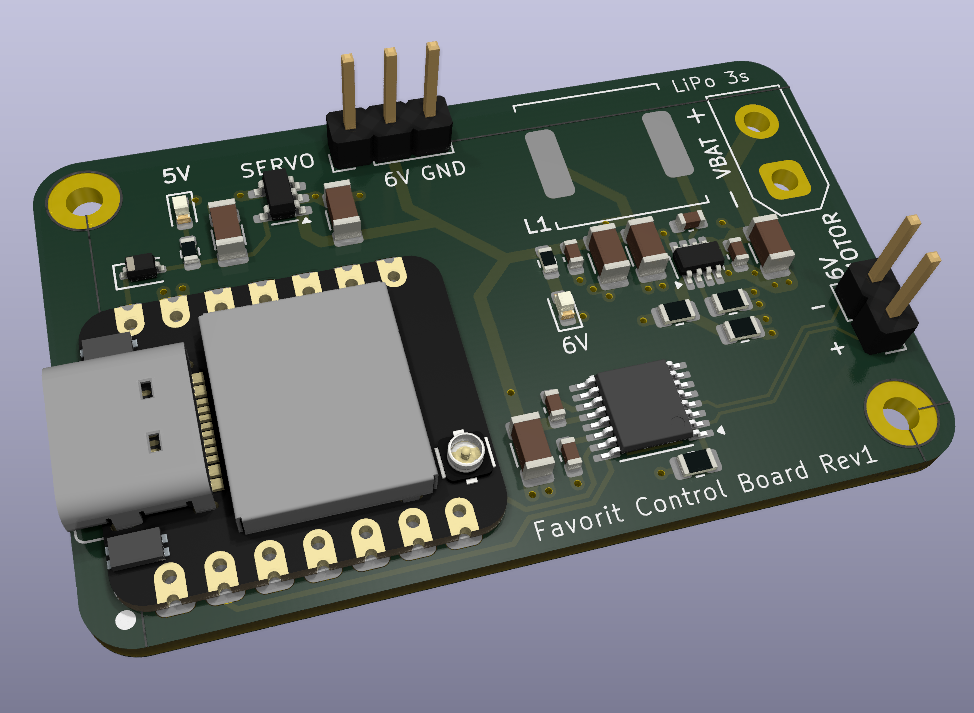 LiPo 3s
+
VBAT
-
5V
SERVO
6V GND
L1
6V
6V
MOTOR
-
+
Favorit Control Board Rev1